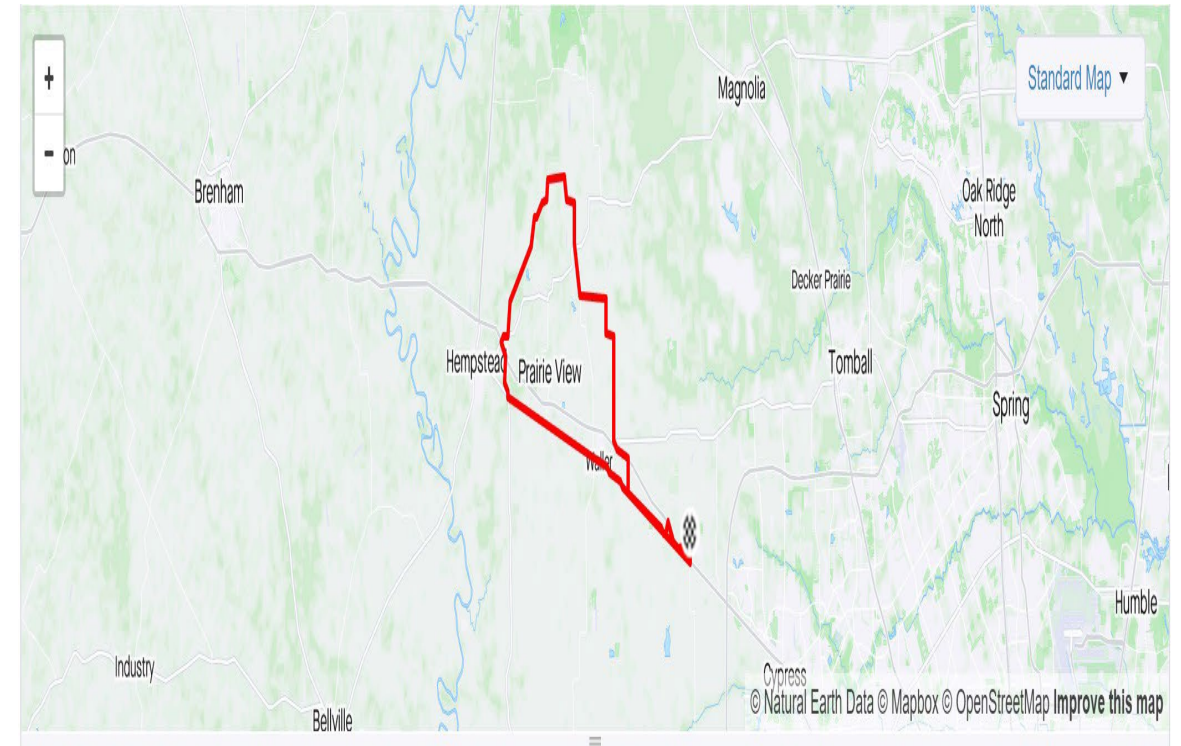 +
Standard Map ▼
Magnolia
-
on
Brenham
Oak Ridge
North
Decker Prairie
Hempstead
Prairie View
Tomball
Spring
Waller
Humble
Industry
Cypress
Bellville
© Natural Earth Data © Mapbox © OpenStreetMap Improve this map